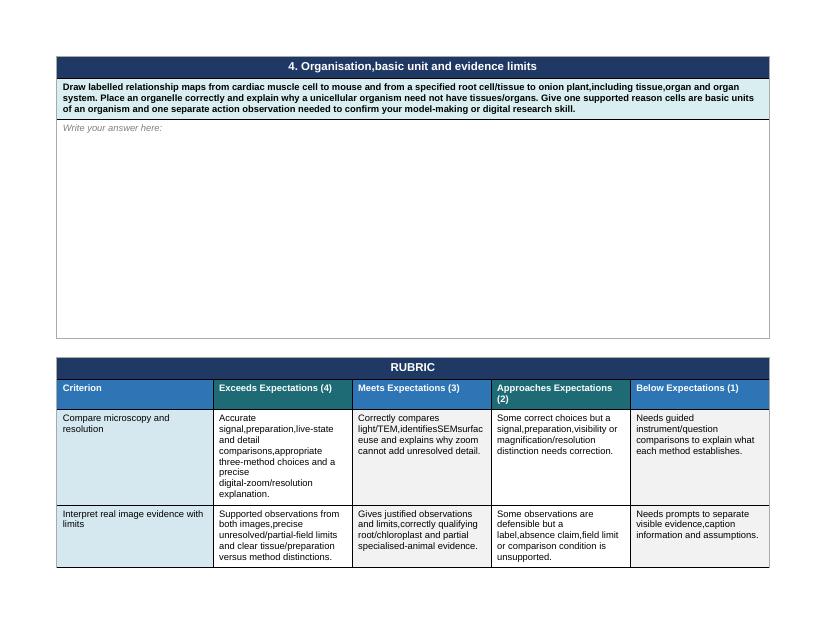 4. Organisation,basic unit and evidence limits
Draw labelled relationship maps from cardiac muscle cell to mouse and from a specified root cell/tissue to onion plant,including tissue,organ and organ
system. Place an organelle correctly and explain why a unicellular organism need not have tissues/organs. Give one supported reason cells are basic units
of an organism and one separate action observation needed to confirm your model-making or digital research skill.
Write your answer here:
RUBRIC
Criterion
Exceeds Expectations (4)
Meets Expectations (3)
Approaches Expectations
(2)
Below Expectations (1)
Compare microscopy and
resolution
Accurate
signal,preparation,live-state
and detail
comparisons,appropriate
three-method choices and a
precise
digital-zoom/resolution
explanation.
Correctly compares
light/TEM,identifiesSEMsurfac
euse and explains why zoom
cannot add unresolved detail.
Some correct choices but a
signal,preparation,visibility or
magnification/resolution
distinction needs correction.
Needs guided
instrument/question
comparisons to explain what
each method establishes.
Interpret real image evidence with
limits
Supported observations from
both images,precise
unresolved/partial-field limits
and clear tissue/preparation
versus method distinctions.
Gives justified observations
and limits,correctly qualifying
root/chloroplast and partial
specialised-animal evidence.
Some observations are
defensible but a
label,absence claim,field limit
or comparison condition is
unsupported.
Needs prompts to separate
visible evidence,caption
information and assumptions.